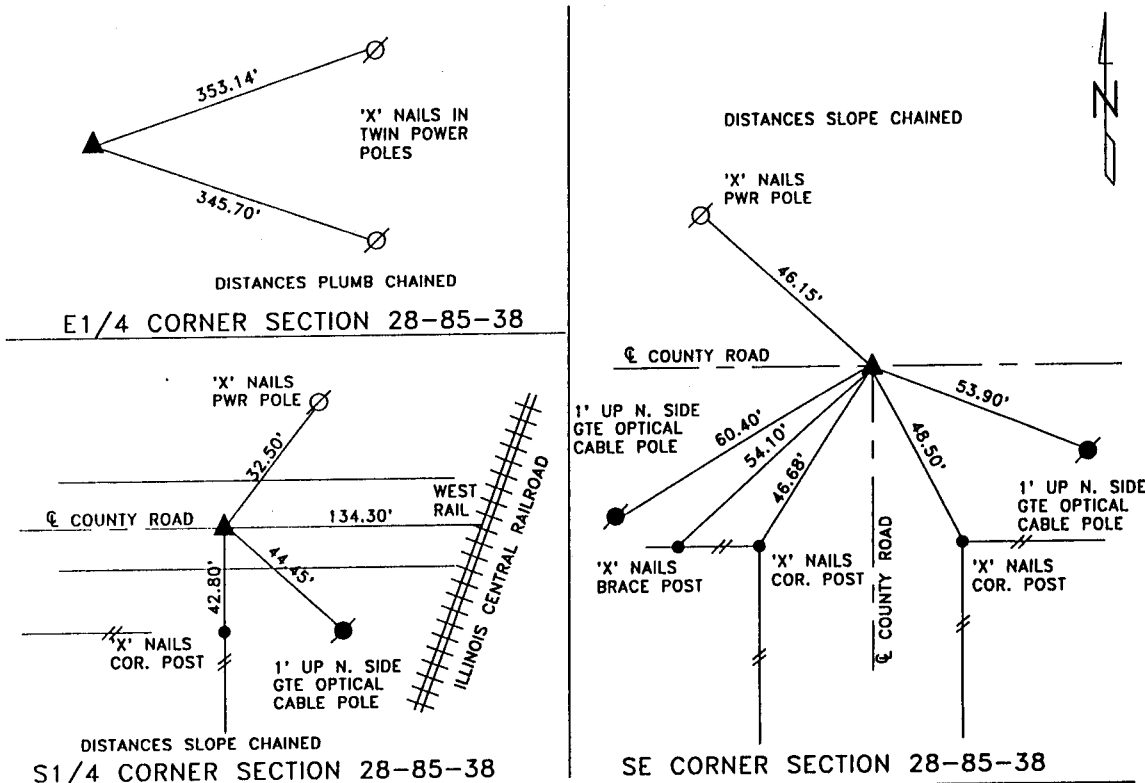 353.14'
'X' NAILS IN
TWIN POWER
POLES
345.70'
DISTANCES PLUMB CHAINED
E1/4 CORNER SECTION 28-85-38
'X' NAILS
PWR POLE
32.50'
WEST
RAIL
℄ COUNTY ROAD
134.30'
44.45'
42.80'
ILLINOIS CENTRAL RAILROAD
'X' NAILS
COR. POST
1' UP N. SIDE
GTE OPTICAL
CABLE POLE
DISTANCES SLOPE CHAINED
S1/4 CORNER SECTION 28-85-38
N
DISTANCES SLOPE CHAINED
'X' NAILS
PWR POLE
46.15'
℄ COUNTY ROAD
53.90'
1' UP N. SIDE
GTE OPTICAL
CABLE POLE
60.40'
54.10'
46.68'
48.50'
1' UP N. SIDE
GTE OPTICAL
CABLE POLE
'X' NAILS
BRACE POST
'X' NAILS
COR. POST
℄ COUNTY ROAD
'X' NAILS
COR. POST
SE CORNER SECTION 28-85-38